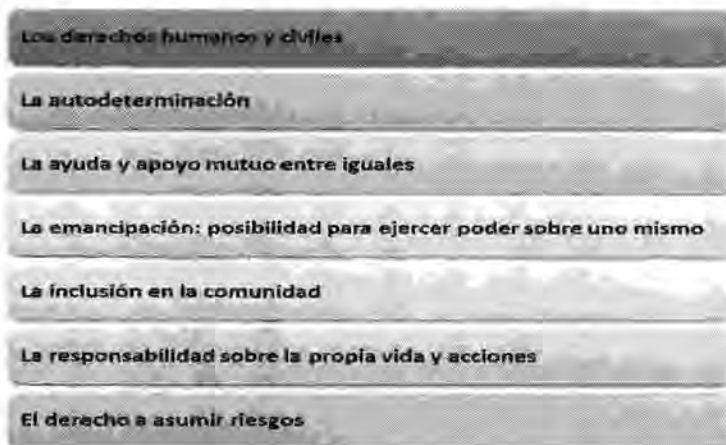 Los derechos humanos y civiles
La autodeterminación
La ayuda y apoyo mutuo entre iguales
La emancipación: posibilidad para ejercer poder sobre uno mismo
La inclusión en la comunidad
La responsabilidad sobre la propia vida y acciones
El derecho a asumir riesgos